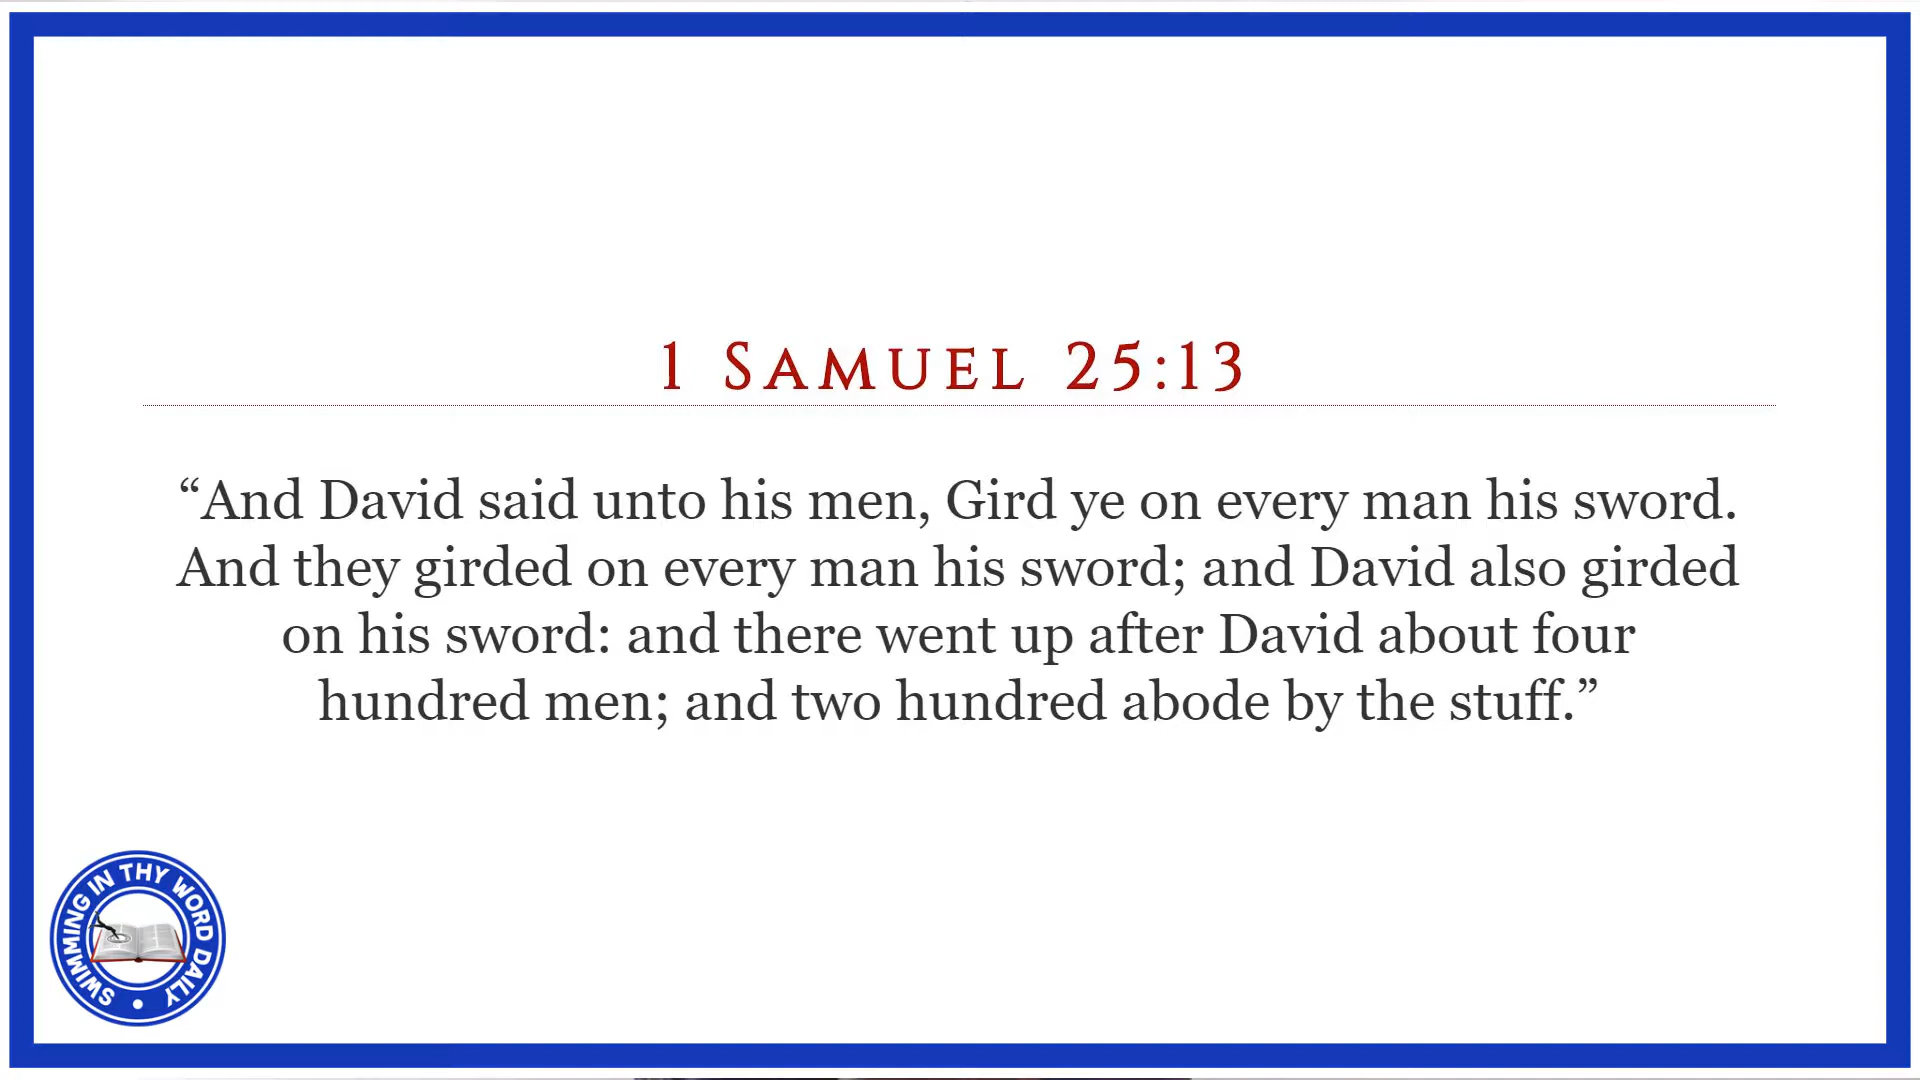 1 SAMUEL 25:13
“And David said unto his men, Gird ye on every man his sword.
And they girded on every man his sword; and David also girded
on his sword: and there went up after David about four
hundred men; and two hundred abode by the stuff.”
SWIMMING IN THY WORD DAILY